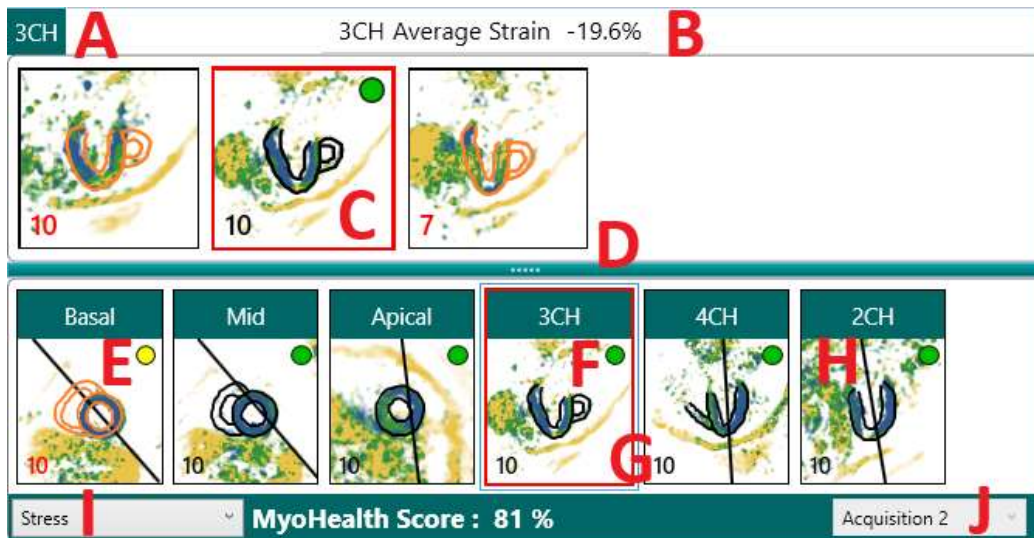 3CH A 3CH Average Strain -19.6% B
10 10 C 7
D
Basal Mid Apical 3CH 4CH 2CH
E F H
10 10 10 10 G 10 10
Stress I MyoHealth Score : 81 % Acquisition 2 J